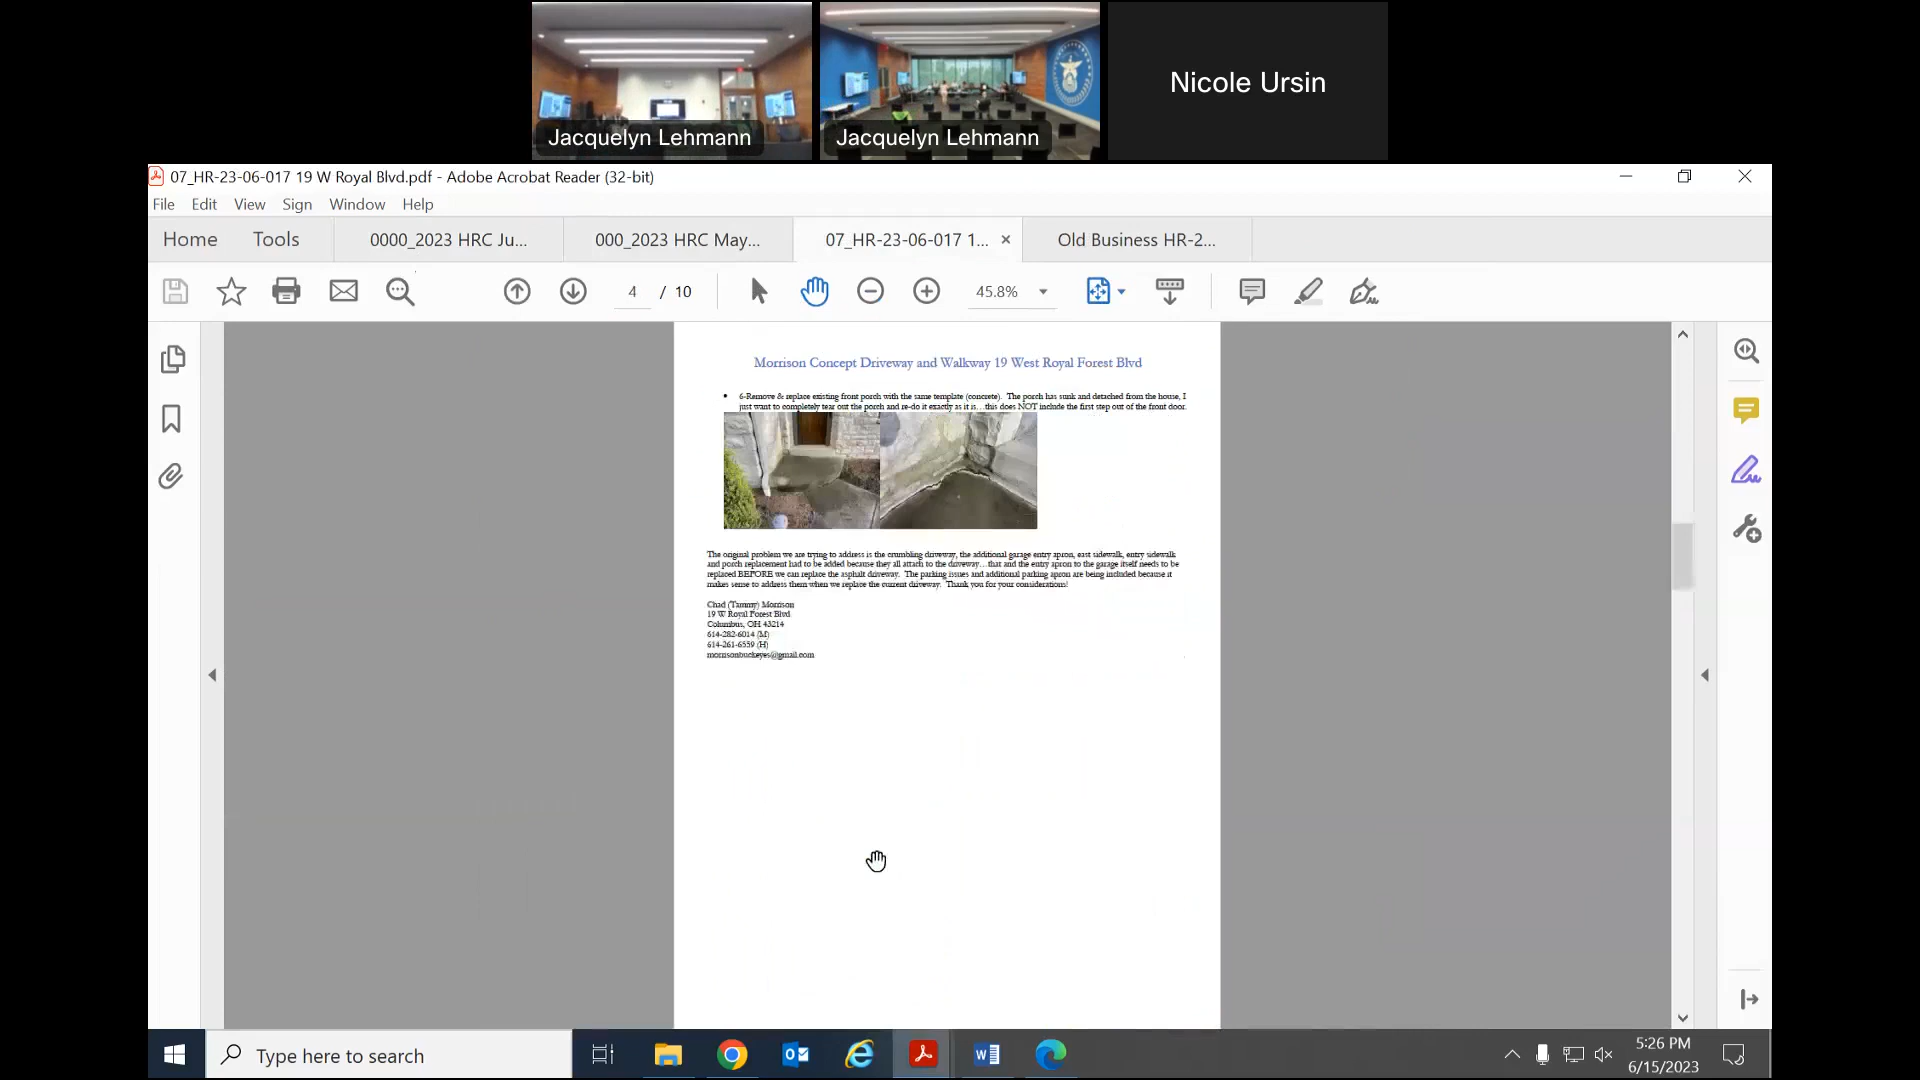 Nicole Ursin
Jacquelyn Lehmann
Jacquelyn Lehmann
07_HR-23-06-017 19 W Royal Blvd.pdf - Adobe Acrobat Reader (32-bit)
File Edit View Sign Window Help
Home Tools 0000_2023 HRC Ju... 000_2023 HRC May... 07_HR-23-06-017 1... Old Business HR-2...
4 / 10 45.8%
Morrison Concept Driveway and Walkway 19 West Royal Forest Blvd
• 6-Remove & replace existing front porch with the same template (concrete). The porch has sunk and detached from the house, I
just want to completely tear out the porch and re-do it exactly as it is…this does NOT include the first step out of the front door.
The original problem we are trying to address is the crumbling driveway, the additional garage entry apron, east sidewalk, entry sidewalk
and porch replacement had to be added because they all attach to the driveway…that and the entry apron to the garage itself needs to be
replaced BEFORE we can replace the asphalt driveway. The parking issues and additional parking apron are being included because it
makes sense to address them when we replace the current driveway. Thank you for your considerations!
Chad (Tammy) Morrison
19 W Royal Forest Blvd
Columbus, OH 43214
614-282-6014 (M)
614-261-6559 (H)
morrisonbuckeyes@gmail.com
Type here to search
5:26 PM
6/15/2023